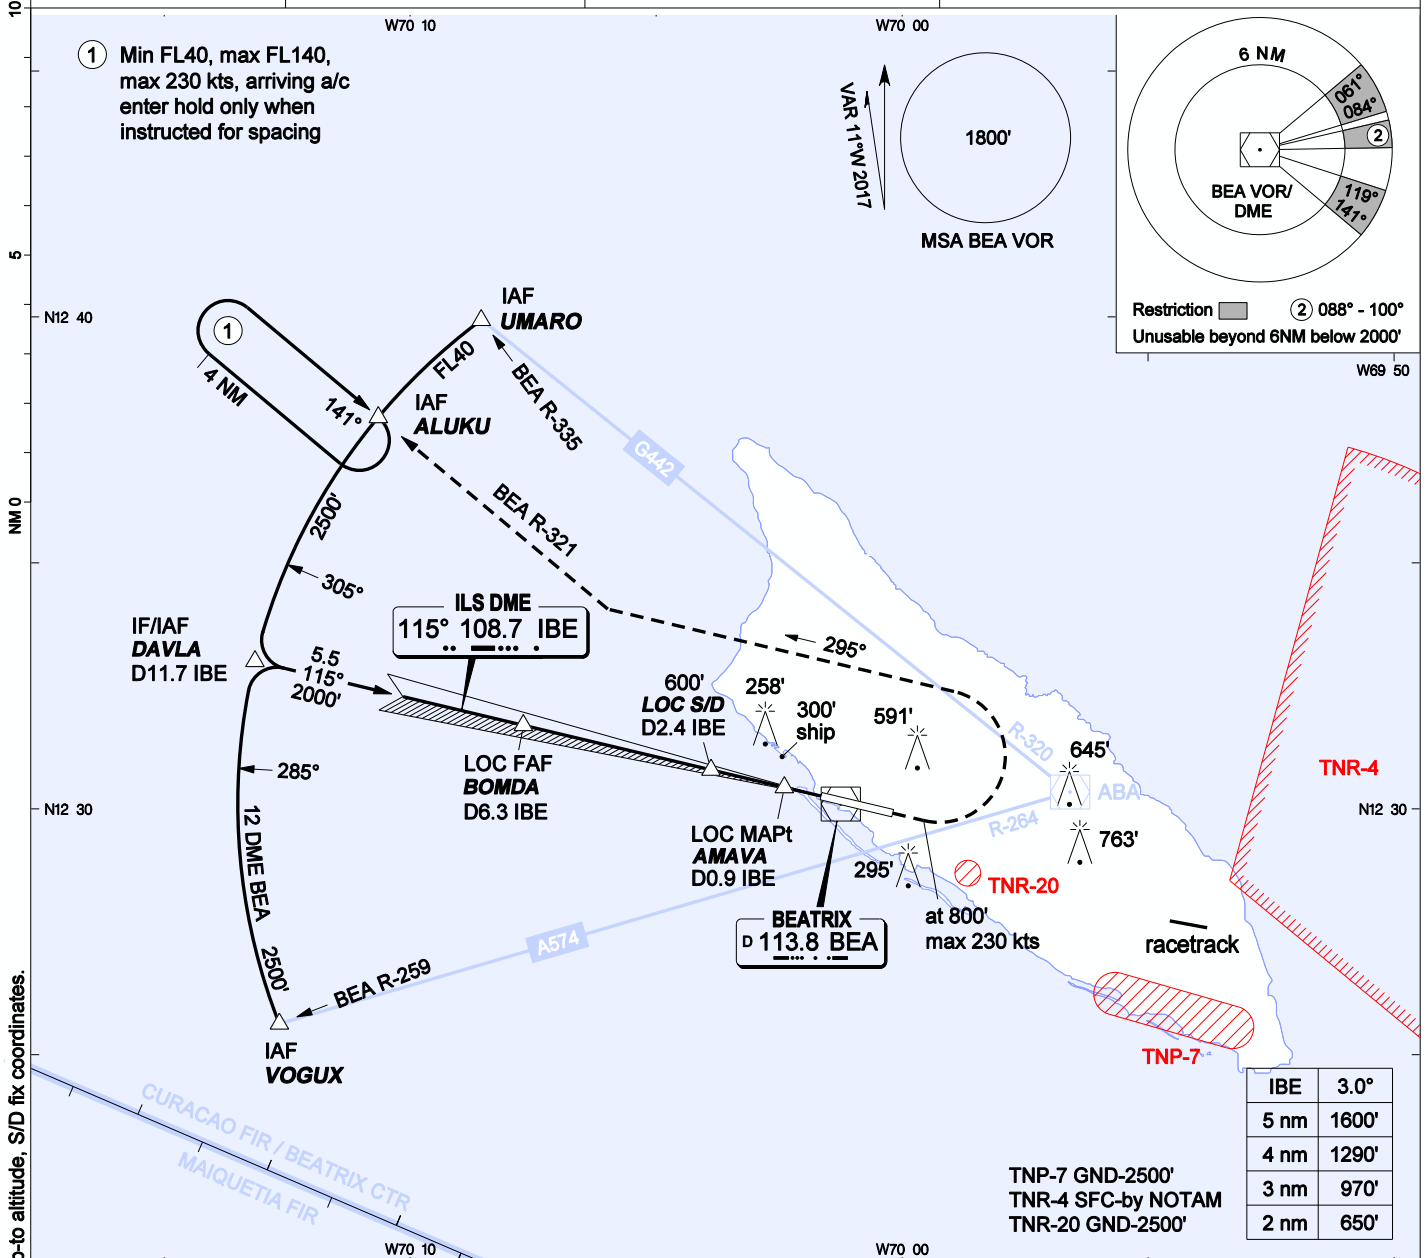 10
W70 10
W70 00
1 Min FL40, max FL140,
max 230 kts, arriving a/c
enter hold only when
instructed for spacing
VAR 11°W 2017
1800'
MSA BEA VOR
6 NM
061°
084°
2
119°
141°
BEA VOR/
DME
Restriction 2 088° - 100°
Unusable beyond 6NM below 2000'
W69 50
5
N12 40
NM 0
1
4 NM
141°
IAF
UMARO
FL40
BEA R-335
IAF
ALUKU
G442
BEA R-321
2500'
305°
IF/IAF
DAVLA
D11.7 IBE
5.5
115°
2000'
ILS DME
115° 108.7 IBE
295°
600'
LOC S/D
D2.4 IBE
258'
300'
ship
591'
R-320
645'
ABA
TNR-4
285°
LOC FAF
BOMDA
D6.3 IBE
N12 30
N12 30
12 DME BEA
LOC MAPt
AMAVA
D0.9 IBE
R-264
763'
295'
TNR-20
at 800'
max 230 kts
BEATRIX
D 113.8 BEA
racetrack
A574
2500'
BEA R-259
IAF
VOGUX
TNP-7
CURACAO FIR / BEATRIX CTR
MAIQUETIA FIR
TNP-7 GND-2500'
TNR-4 SFC-by NOTAM
TNR-20 GND-2500'
IBE 3.0°
5 nm 1600'
4 nm 1290'
3 nm 970'
2 nm 650'
W70 10
W70 00
altitude, S/D fix coordinates.